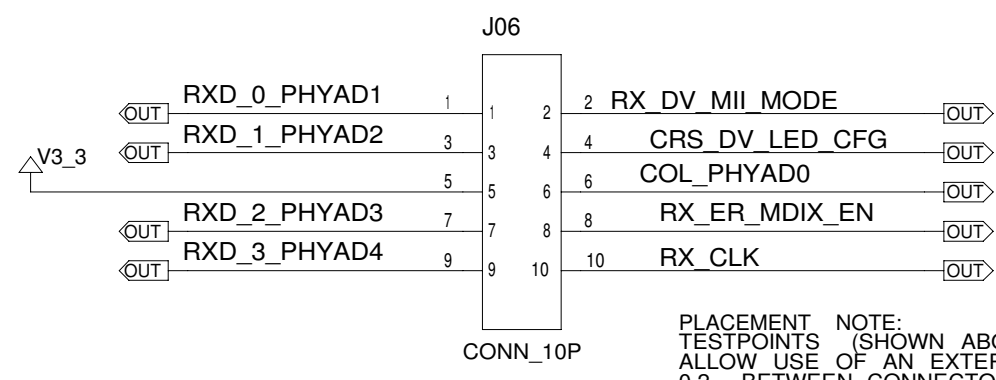 J06
OUT RXD_0_PHYAD1 1 1 2 2 RX_DV_MII_MODE OUT
OUT RXD_1_PHYAD2 3 3 4 4 CRS_DV_LED_CFG OUT
V3_3 5 5 6 6 COL_PHYAD0 OUT
OUT RXD_2_PHYAD3 7 7 8 8 RX_ER_MDIX_EN OUT
OUT RXD_3_PHYAD4 9 9 10 10 RX_CLK OUT
CONN_10P
PLACEMENT NOTE:
TESTPOINTS (SHOWN
ALLOW USE OF AN
BETWEEN